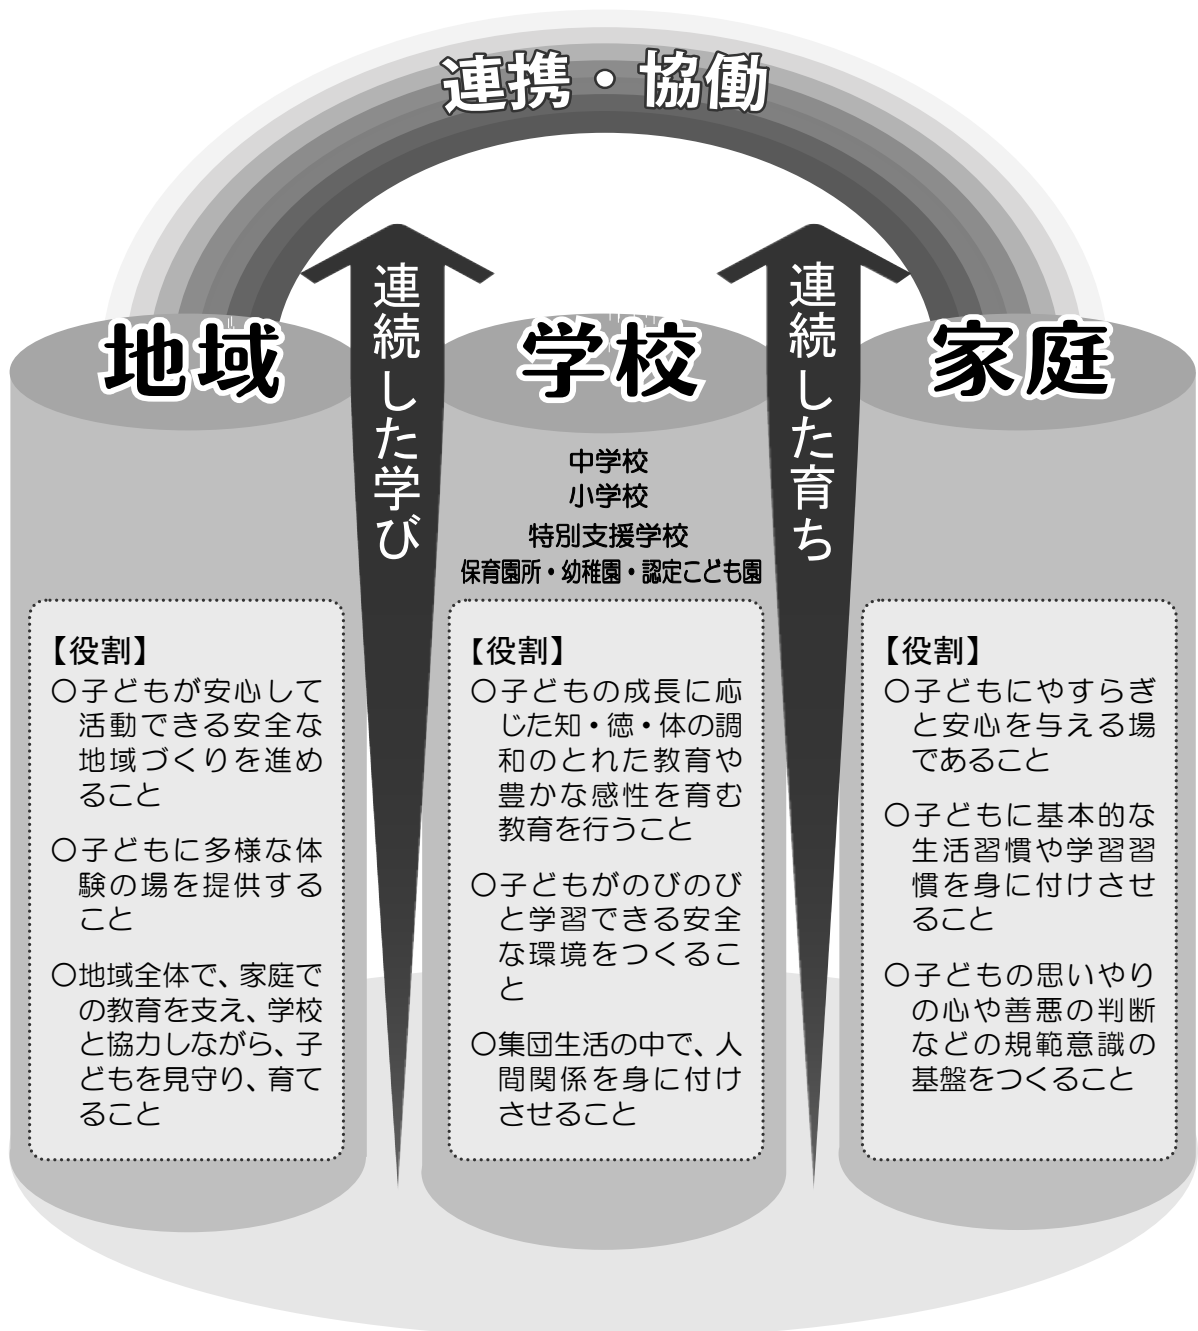 連携・協働
地域
学校
家庭
連続した学び
連続した育ち
中学校
小学校
特別支援学校
保育園所・幼稚園・認定こども園
【役割】
〇子どもが安心して
活動できる安全な
地域づくりを進め
ること
〇子どもに多様な体
験の場を提供する
こと
〇地域全体で、家庭で
の教育を支え、学校
と協力しながら、子
どもを見守り、育て
ること
【役割】
〇子どもの成長に応
じた知・徳・体の調
和のとれた教育や
豊かな感性を育む
教育を行うこと
〇子どもがのびのび
と学習できる安全
な環境をつくるこ
と
〇集団生活の中で、人
間関係を身に付け
させること
【役割】
〇子どもにやすらぎ
と安心を与える場
であること
〇子どもに基本的な
生活習慣や学習習
慣を身に付けさせ
ること
〇子どもの思いやり
の心や善悪の判断
などの規範意識の
基盤をつくること